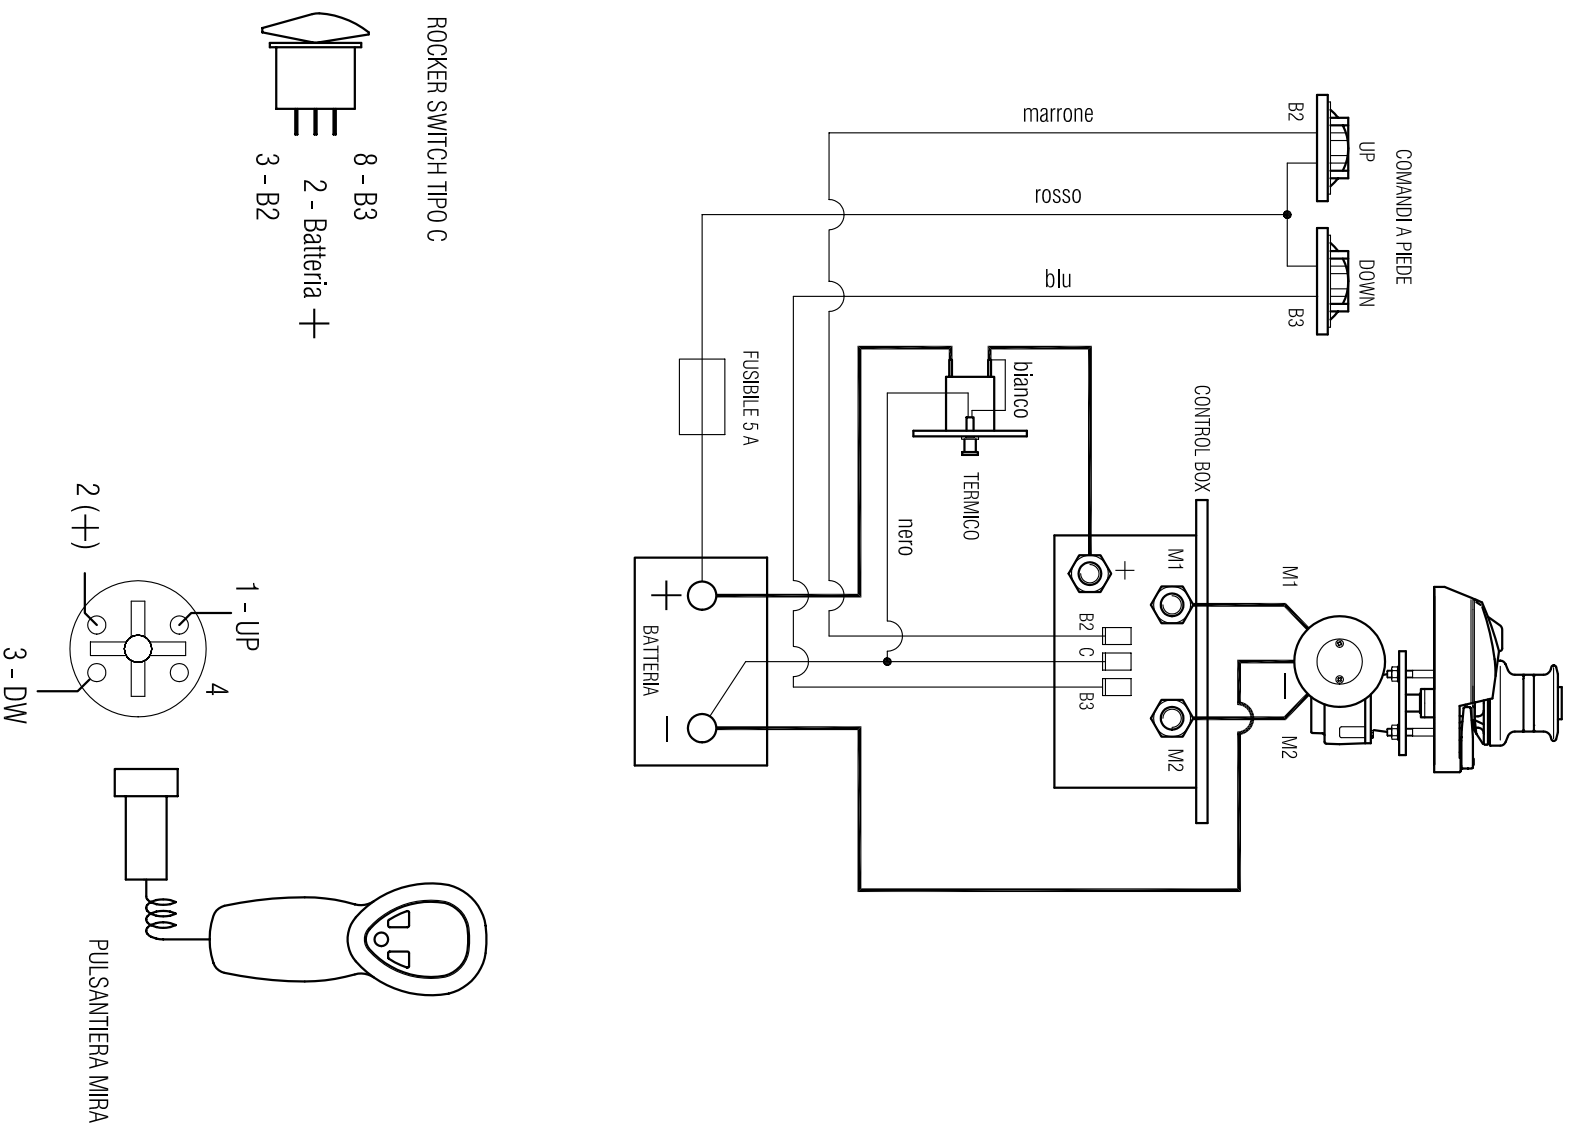 ROCKER SWITCH TIPO C
8 - B3
2 - Batteria +
3 - B2
COMANDI A PIEDE
UP
DOWN
B2
B3
marrone
rosso
blu
FUSIBILE 5 A
bianco
TERMICO
nero
CONTROL BOX
+
M1
M2
B2
C
B3
M1
–
M2
+
BATTERIA
–
1 - UP
2 (+)
4
3 - DW
PULSANTIERA MIRA